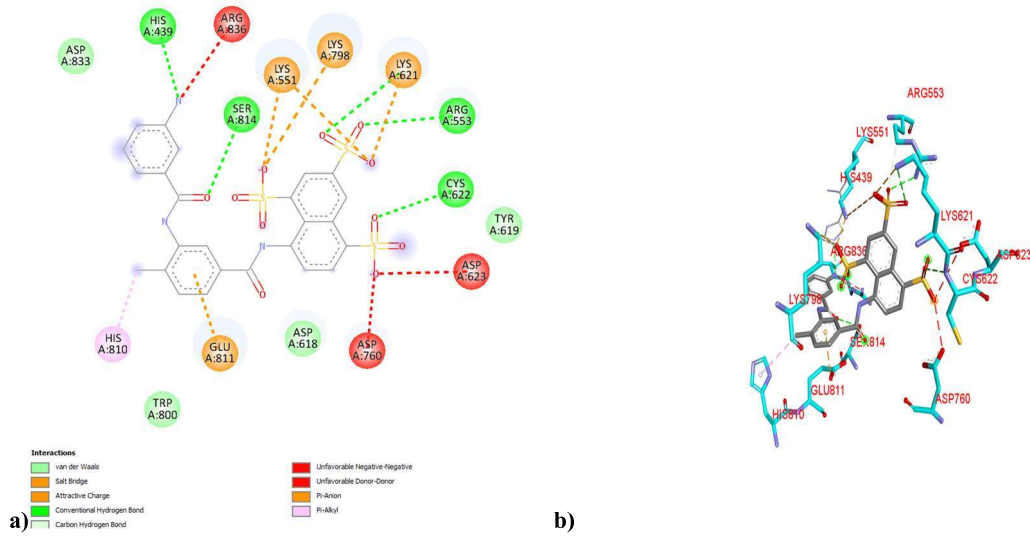 HIS
A:439
ARG
A:836
ASP
A:833
LYS
A:798
LYS
A:551
LYS
A:621
SER
A:814
ARG
A:553
CYS
A:622
TYR
A:619
ASP
A:623
HIS
A:810
GLU
A:811
ASP
A:618
ASP
A:760
TRP
A:800
N
N
N
O
O
O
O
O
O
O
O
O
O
O
S
S
S
Interactions
van der Waals
Salt Bridge
Attractive Charge
Conventional Hydrogen Bond
Carbon Hydrogen Bond
Unfavorable Negative-Negative
Unfavorable Donor-Donor
Pi-Anion
Pi-Alkyl
a)
ARG553
LYS551
HIS439
LYS621
ARG836
ASP623
CYS622
LYS798
SER814
GLU811
HIS810
ASP760
b)